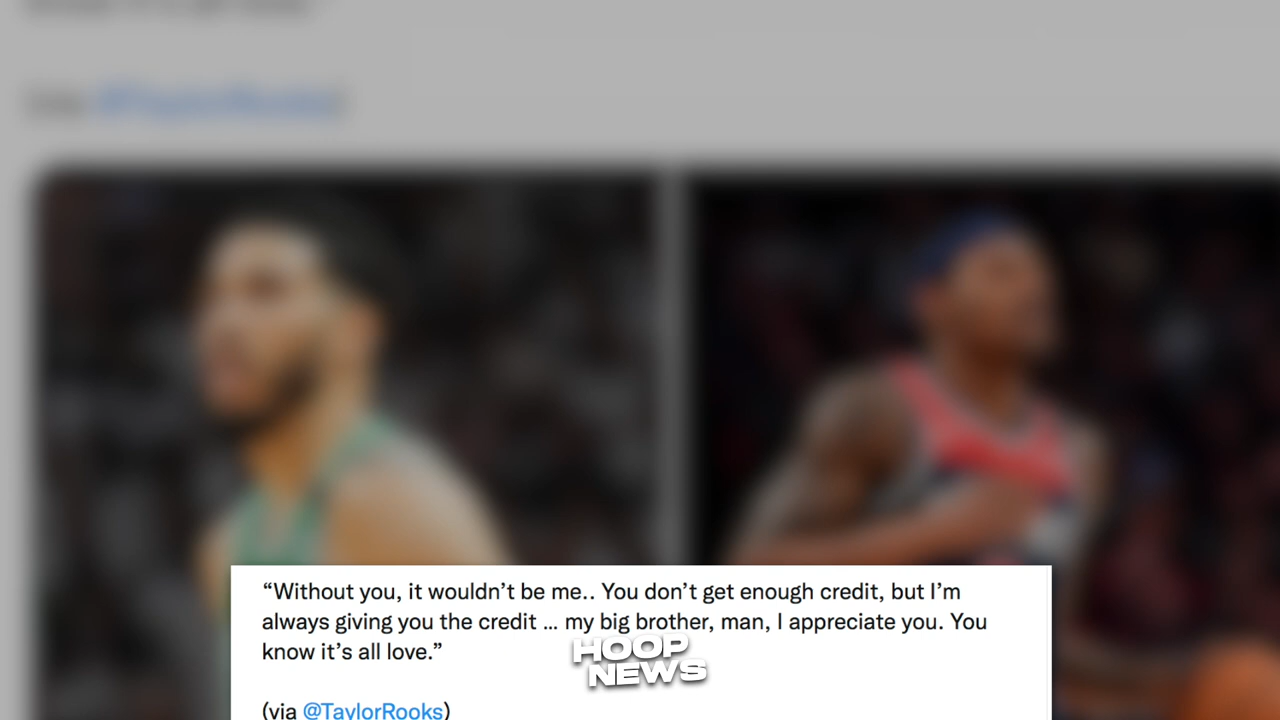 @TaylorRooks
“Without you, it wouldn’t be me.. You don’t get enough credit, but I’m
always giving you the credit ... my big brother, man, I appreciate you. You
know it’s all love.”
HOOP
NEWS
(via @TaylorRooks)